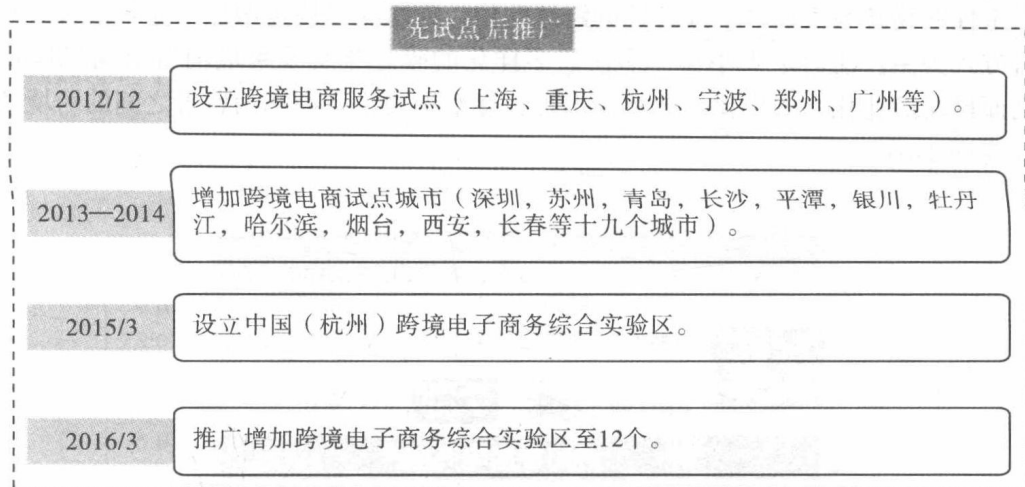 先试点 后推广
2012/12
设立跨境电商服务试点（上海、重庆、杭州、宁波、郑州、广州等）。
2013—2014
增加跨境电商试点城市（深圳，苏州，青岛，长沙，平潭，银川，牡丹
江，哈尔滨，烟台，西安，长春等十九个城市）。
2015/3
设立中国（杭州）跨境电子商务综合实验区。
2016/3
推广增加跨境电子商务综合实验区至12个。